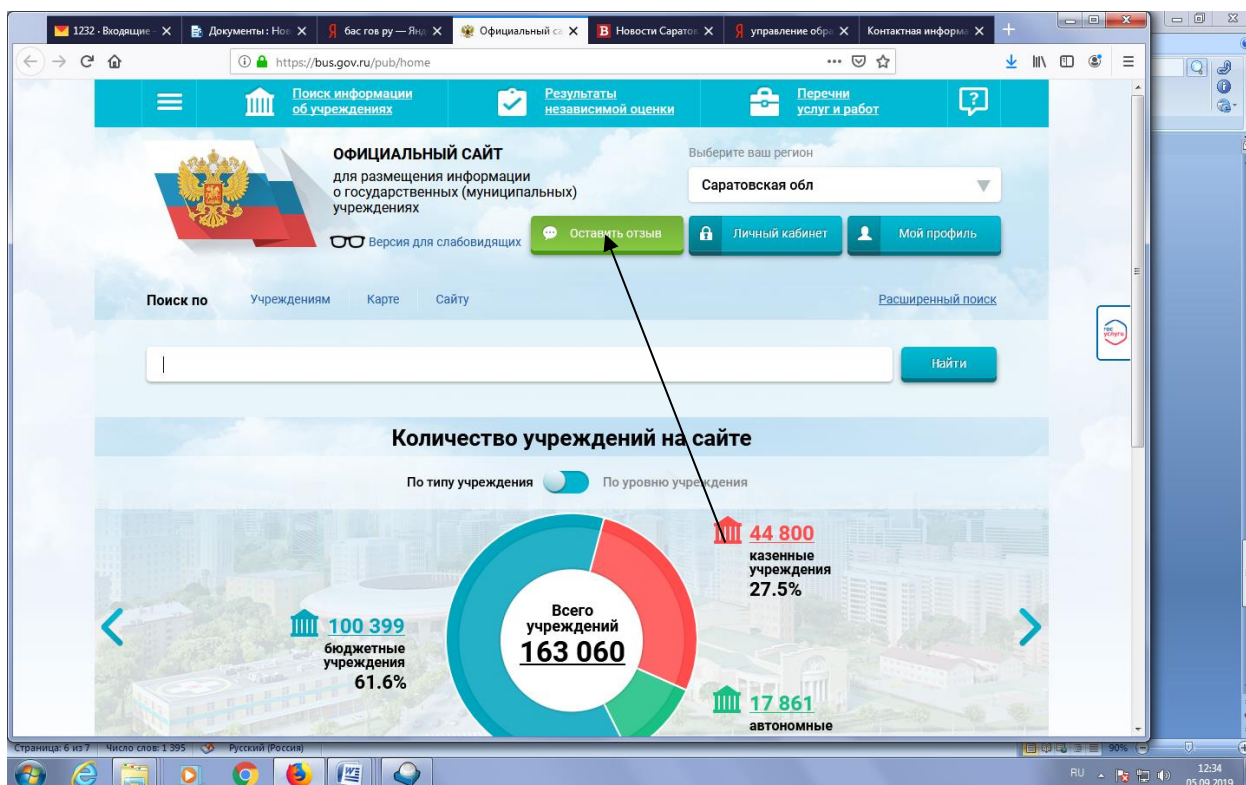 1232 · Входящие -
Документы : Нов
бас гов ру — Янд
Официальный са
Новости Саратов
управление обра
Контактная информа
https://bus.gov.ru/pub/home
Поиск информации
об учреждениях
Результаты
независимой оценки
Перечни
услуг и работ
ОФИЦИАЛЬНЫЙ САЙТ
для размещения информации
о государственных (муниципальных)
учреждениях
Версия для слабовидящих
Выберите ваш регион
Саратовская обл
Оставить отзыв
Личный кабинет
Мой профиль
Поиск по
Учреждениям
Карте
Сайту
Расширенный поиск
гос
услуги
Найти
Количество учреждений на сайте
По типу учреждения
По уровню учреждения
44 800
казенные
учреждения
27.5%
Всего
учреждений
163 060
100 399
бюджетные
учреждения
61.6%
17 861
автономные
Страница: 6 из 7
Число слов: 1 395
Русский (Россия)
90%
RU
12:34
05.09.2019